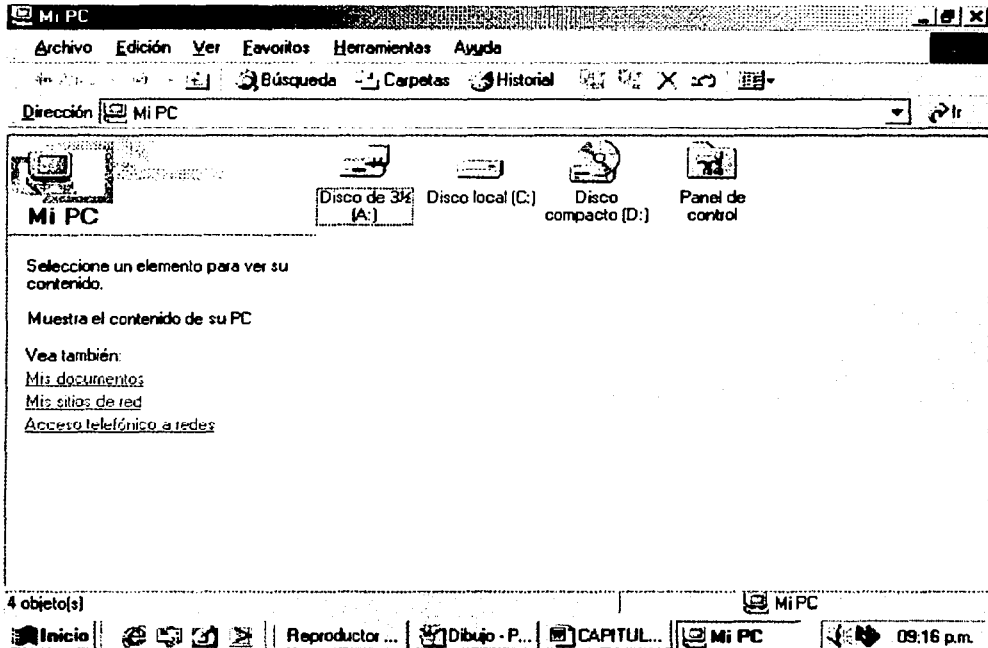 Mi PC
Archivo Edición Ver Favoritos Herramientas Ayuda
Búsqueda Carpetas Historial
Dirección Mi PC Ir
Disco de 3½ (A:)
Disco local (C:)
Disco compacto (D:)
Panel de control
Mi PC
Seleccione un elemento para ver su
contenido.
Muestra el contenido de su PC
Vea también:
Mis documentos
Mis sitios de red
Acceso telefónico a redes
4 objeto(s) Mi PC
Inicio Reproductor ... Dibujo - P... CAPITUL... Mi PC 09:16 p.m.